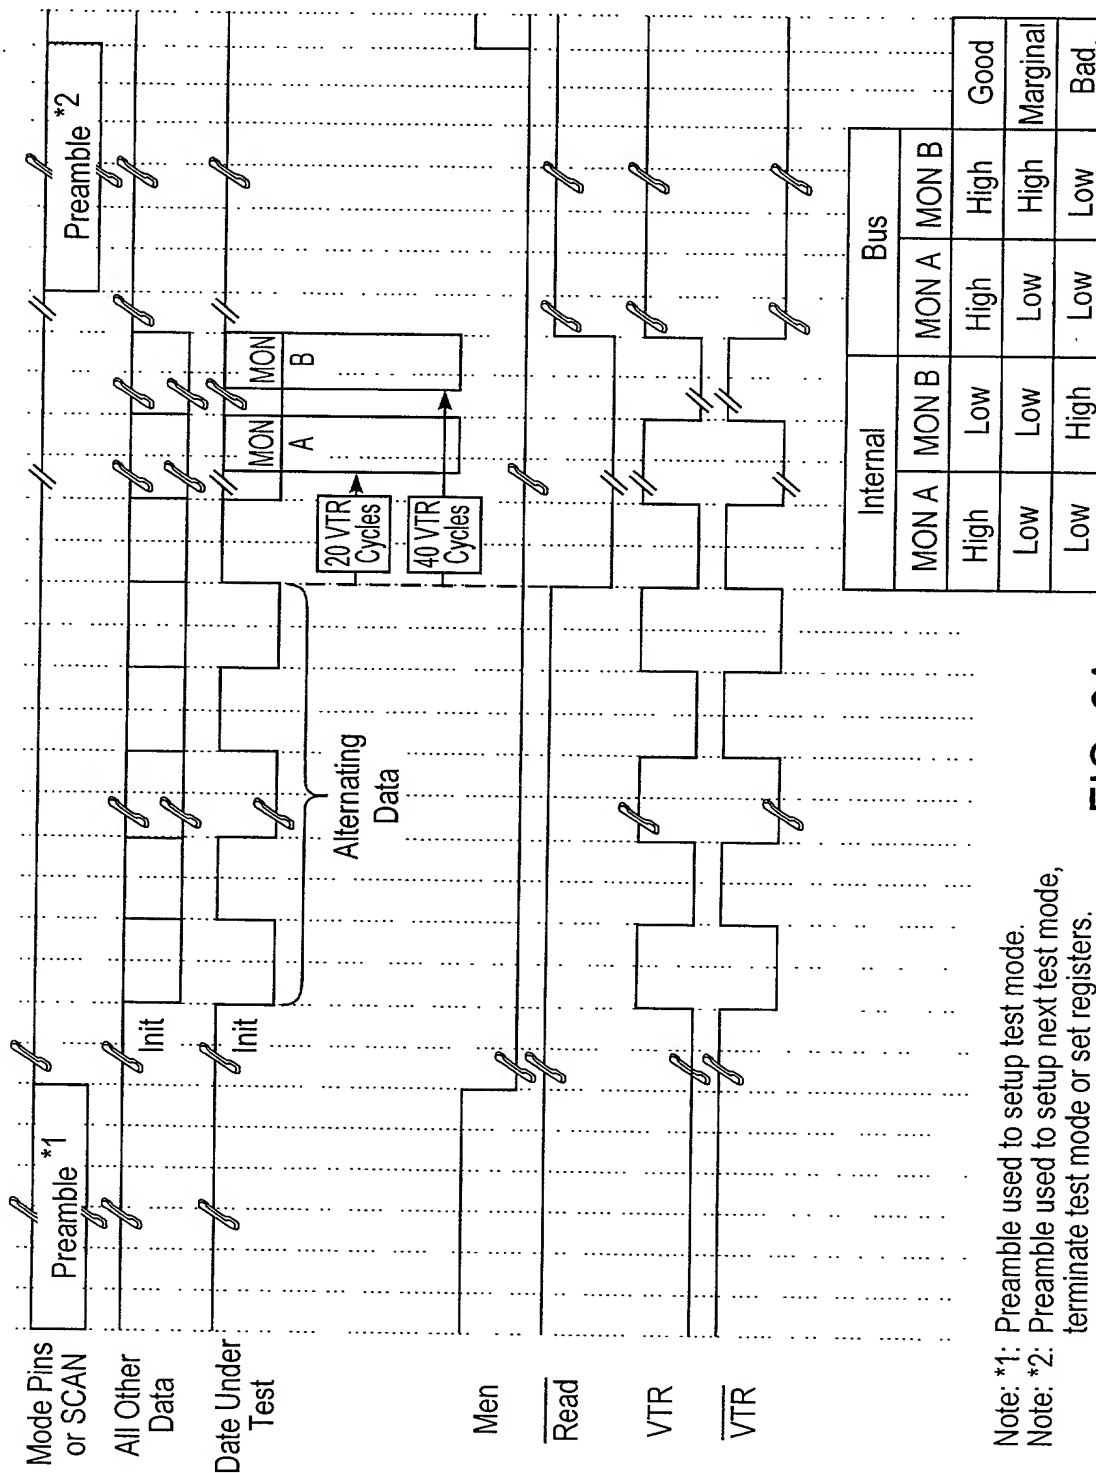 Mode Pins
or SCAN
All Other
Data
Date Under
Test
Men
Read
VTR
VTR
Preamble *1
Init
Init
Alternating
Data
20 VTR
Cycles
40 VTR
Cycles
MON
A
MON
B
Preamble *2
Internal
Bus
MON A
MON B
MON A
MON B
High
Low
High
High
Good
Low
Low
Low
High
Marginal
Low
High
Low
Low
Bad
Note: *1: Preamble used to setup test mode.
Note: *2: Preamble used to setup next test mode,
terminate test mode or set registers.